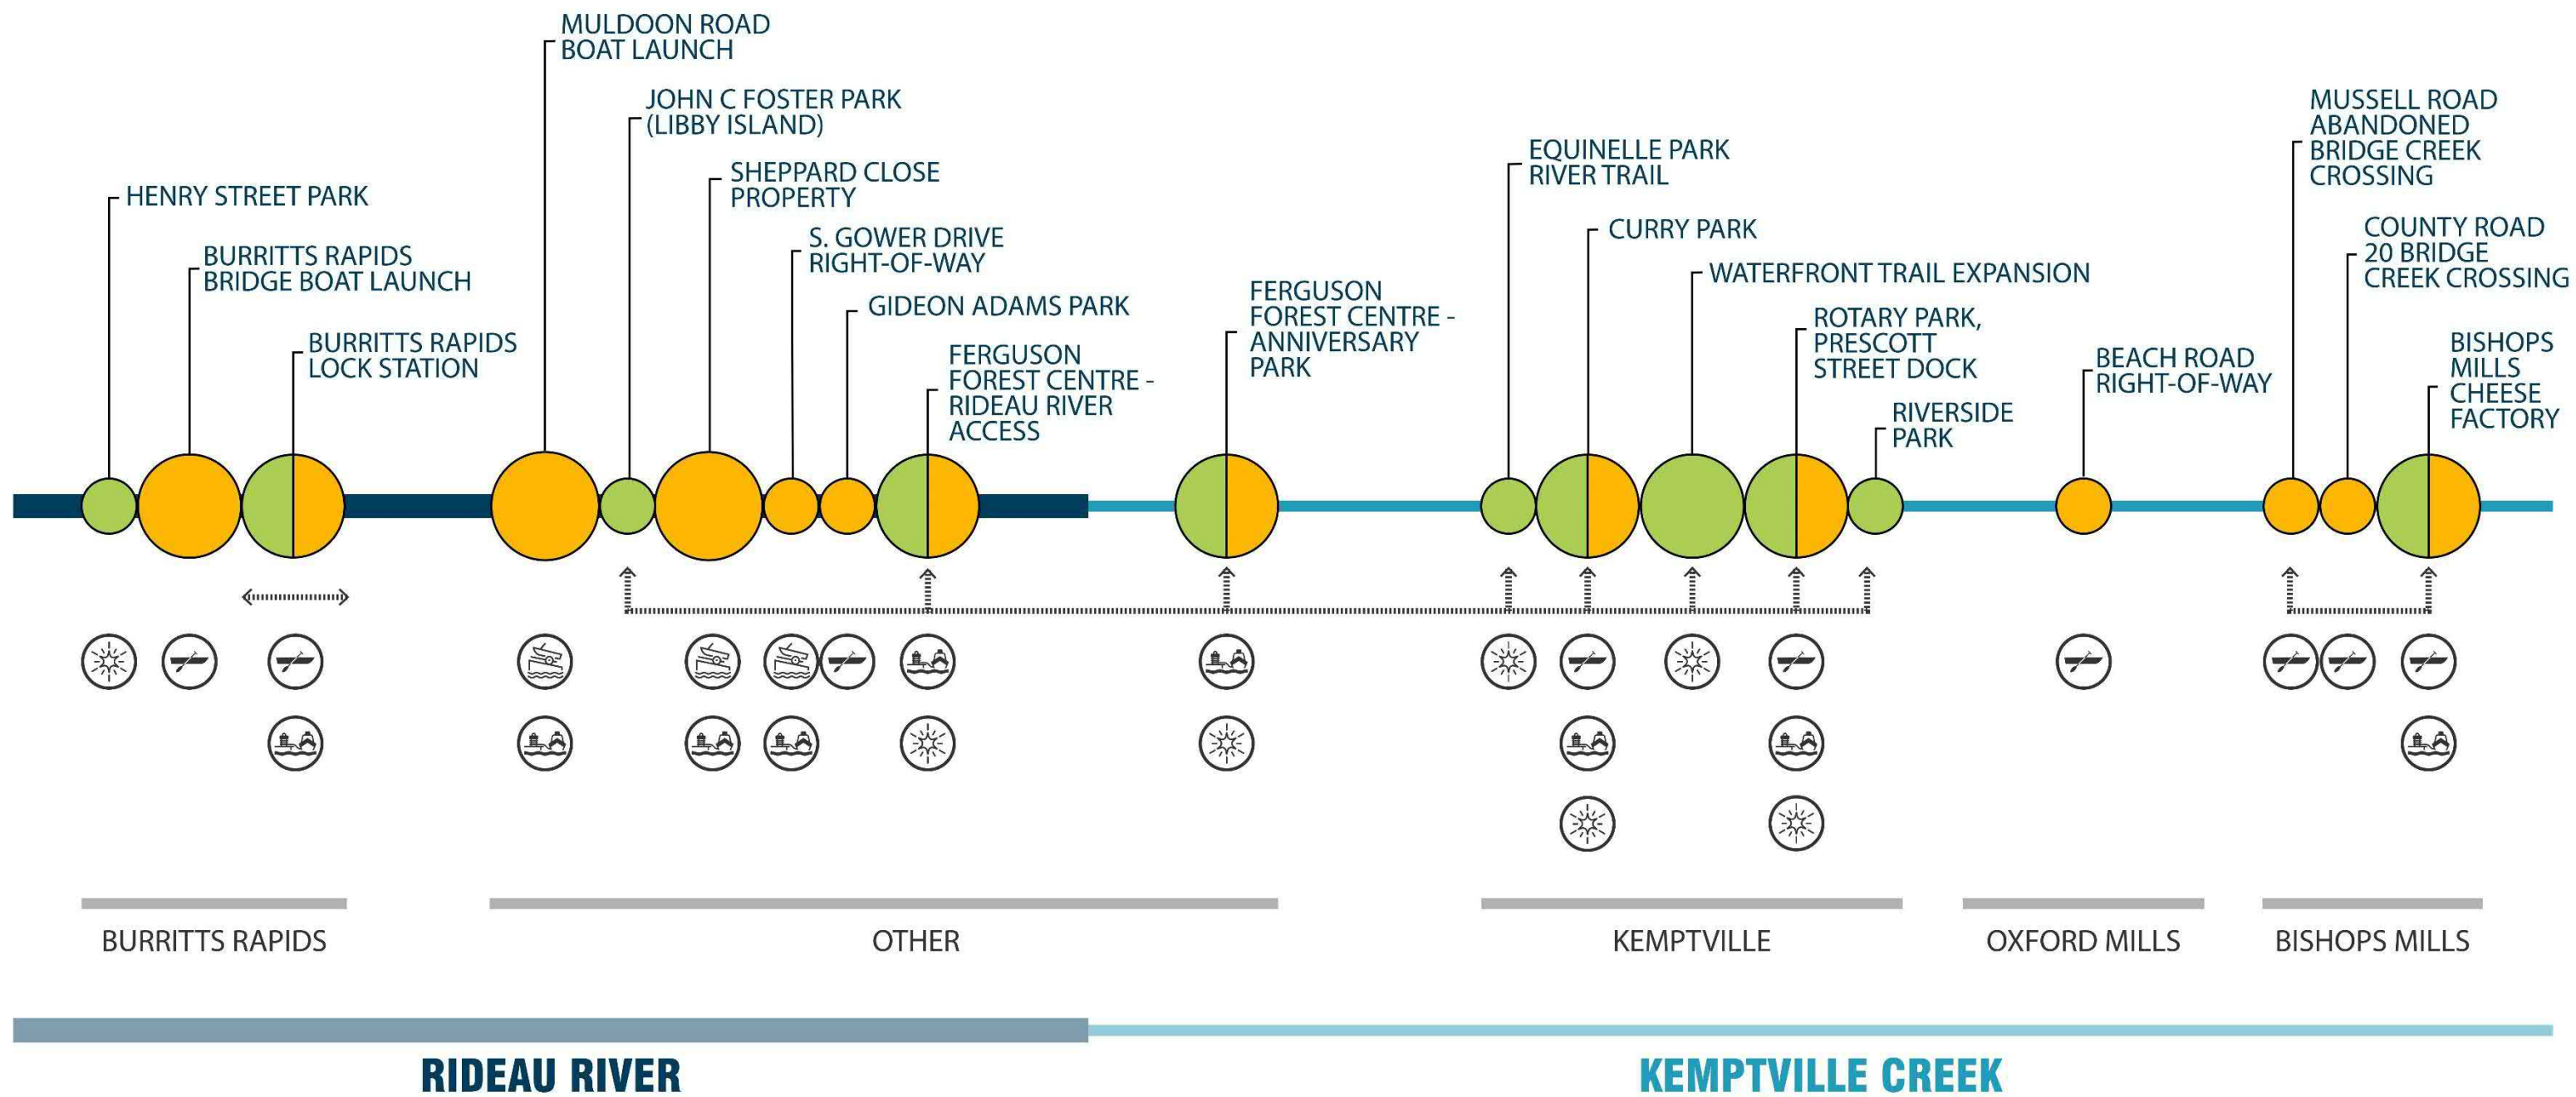 MULDOON ROAD
BOAT LAUNCH
JOHN C FOSTER PARK
(LIBBY ISLAND)
SHEPPARD CLOSE
PROPERTY
HENRY STREET PARK
S. GOWER DRIVE
RIGHT-OF-WAY
BURRITTS RAPIDS
BRIDGE BOAT LAUNCH
GIDEON ADAMS PARK
BURRITTS RAPIDS
LOCK STATION
FERGUSON
FOREST CENTRE -
RIDEAU RIVER
ACCESS
FERGUSON
FOREST CENTRE -
ANNIVERSARY
PARK
EQUINELLE PARK
RIVER TRAIL
CURRY PARK
WATERFRONT TRAIL EXPANSION
ROTARY PARK,
PRESCOTT
STREET DOCK
RIVERSIDE
PARK
BEACH ROAD
RIGHT-OF-WAY
MUSSELL ROAD
ABANDONED
BRIDGE CREEK
CROSSING
COUNTY ROAD
20 BRIDGE
CREEK CROSSING
BISHOPS
MILLS
CHEESE
FACTORY
BURRITTS RAPIDS
OTHER
KEMPTVILLE
OXFORD MILLS
BISHOPS MILLS
RIDEAU RIVER
KEMPTVILLE CREEK